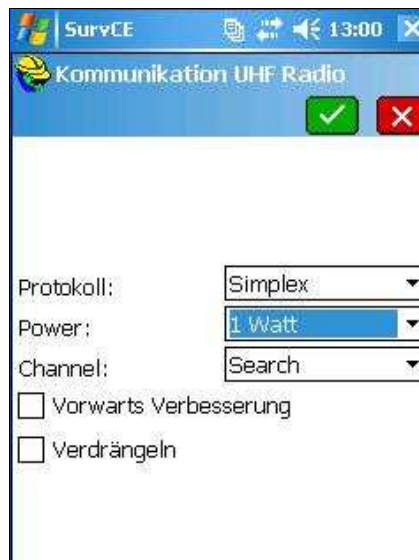 SurvCE 13:00
Kommunikation UHF Radio
Protokoll: Simplex
Power: 1 Watt
Channel: Search
Vorwarts Verbesserung
Verdrängeln